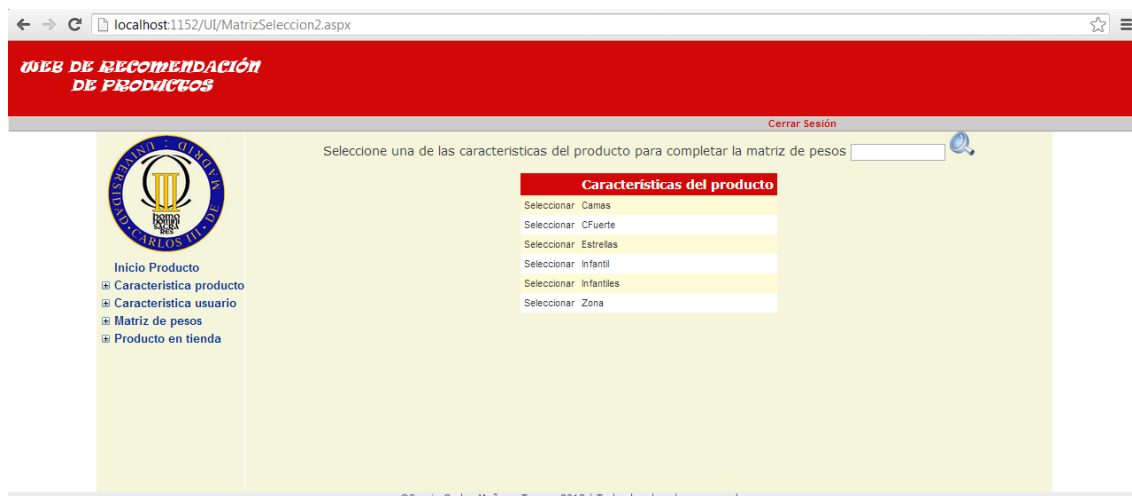 localhost:1152/UI/MatrizSeleccion2.aspx
WEB DE RECOMENDACIÓN
DE PRODUCTOS
Cerrar Sesión
UNIVERSIDAD · CARLOS III · DE MADRID
homo
homini
sacra
res
Inicio Producto
Caracteristica producto
Caracteristica usuario
Matriz de pesos
Producto en tienda
Seleccione una de las caracteristicas del producto para completar la matriz de pesos
Características del producto
Seleccionar Camas
Seleccionar CFuerte
Seleccionar Estrellas
Seleccionar Infantil
Seleccionar Infantiles
Seleccionar Zona